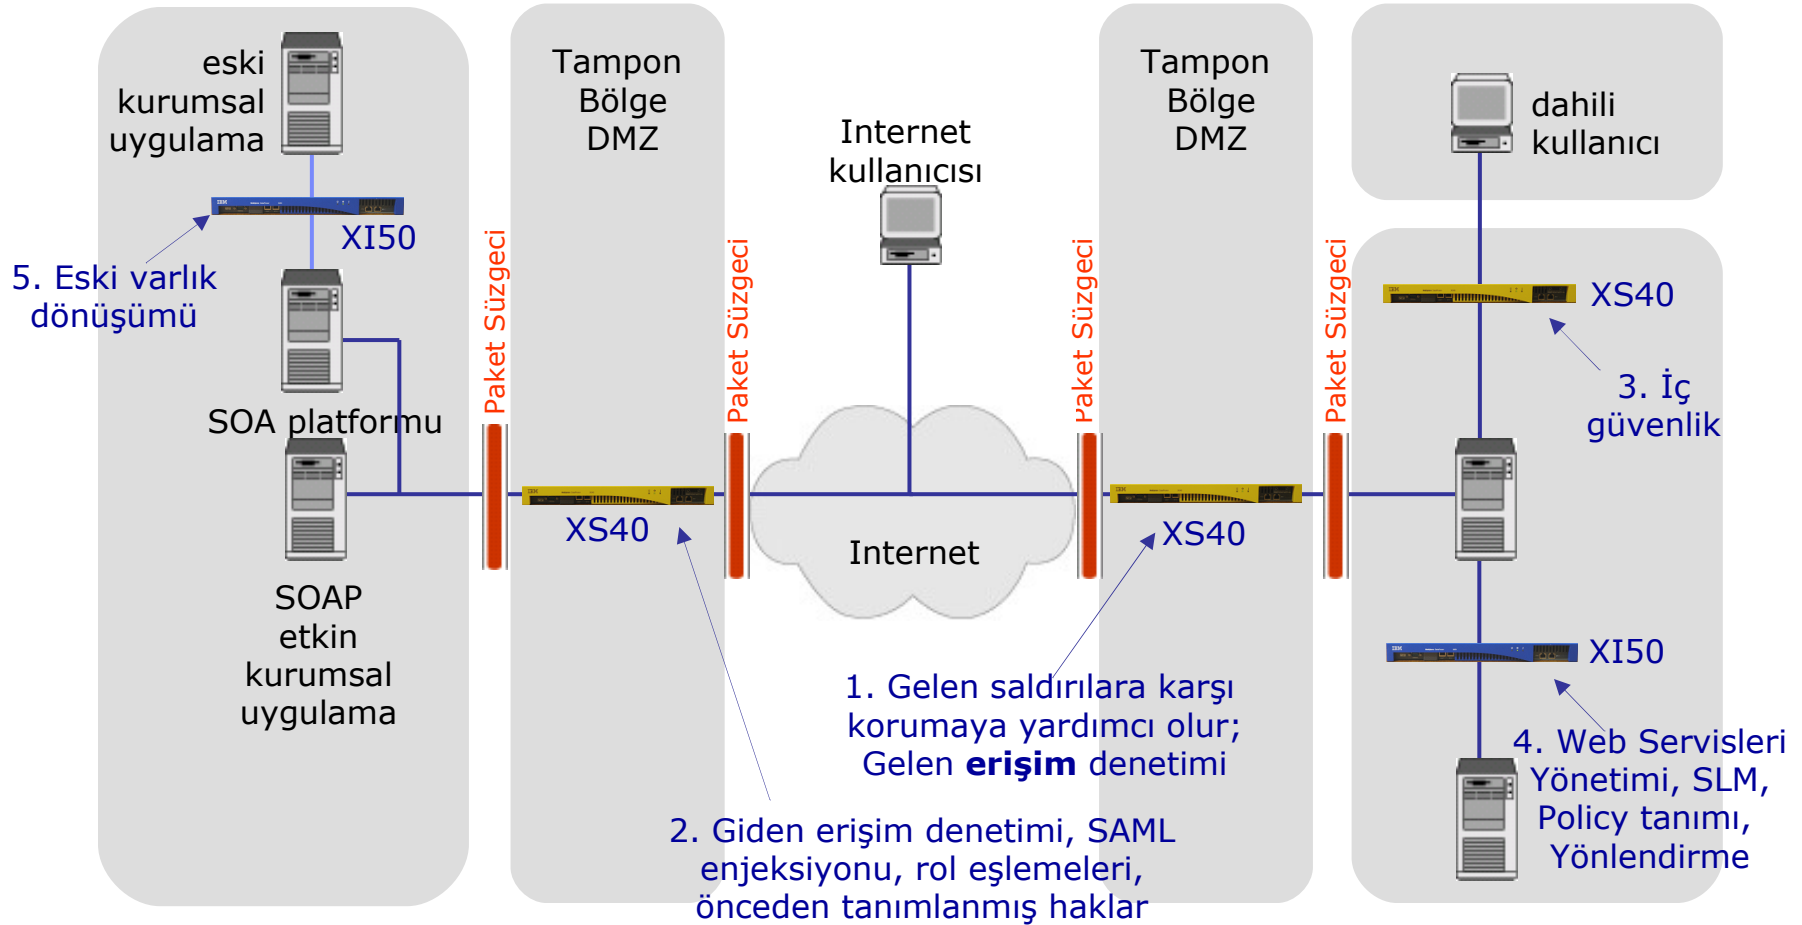 eski
kurumsal
uygulama
XI50
5. Eski varlık
dönüşümü
SOA platformu
SOAP
etkin
kurumsal
uygulama
Paket Süzgeci
Tampon
Bölge
DMZ
XS40
Paket Süzgeci
Internet
kullanıcısı
Internet
1. Gelen saldırılara karşı
korumaya yardımcı olur;
Gelen erişim denetimi
2. Giden erişim denetimi, SAML
enjeksiyonu, rol eşlemeleri,
önceden tanımlanmış haklar
Paket Süzgeci
Tampon
Bölge
DMZ
XS40
Paket Süzgeci
dahili
kullanıcı
XS40
3. İç
güvenlik
XI50
4. Web Servisleri
Yönetimi, SLM,
Policy tanımı,
Yönlendirme